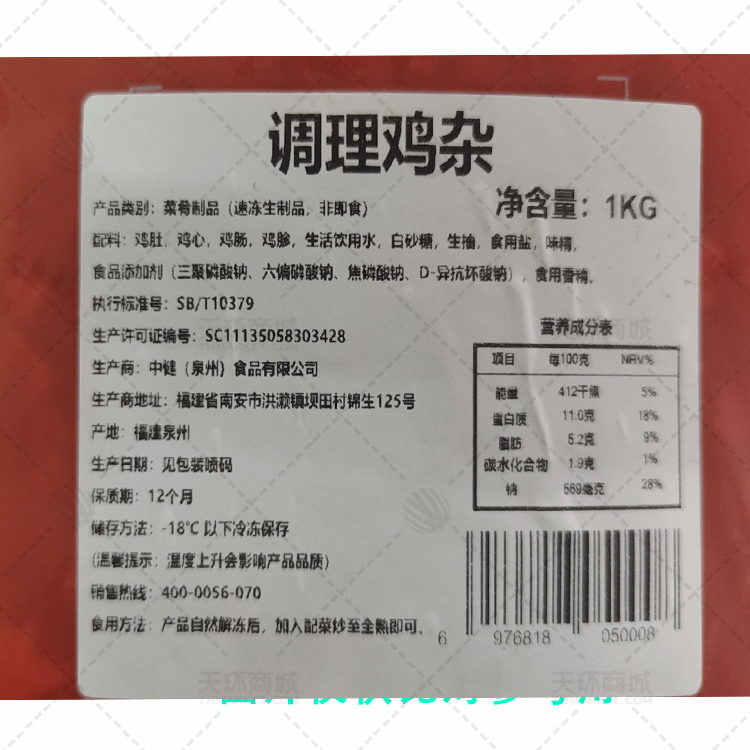 调理鸡杂
净含量：1KG
产品类别：菜肴制品（速冻生制品，非即食）
配料：鸡肚，鸡心，鸡肠，鸡胗，生活饮用水，白砂糖，生抽，食用盐，味精，
食品添加剂（三聚磷酸钠、六偏磷酸钠、焦磷酸钠、D-异抗坏酸钠），食用香精。
执行标准号：SB/T10379
生产许可证编号：SC11135058303428
生产商：中健（泉州）食品有限公司
生产商地址：福建省南安市洪濑镇坝田村锦生125号
产地：福建泉州
生产日期：见包装喷码
保质期：12个月
储存方法：-18℃以下冷冻保存
（温馨提示：温度上升会影响产品品质）
销售热线：400-0056-070
食用方法：产品自然解冻后，加入配菜炒至全熟即可。
营养成分表
项目 每100克 NRV%
能量 412千焦 5%
蛋白质 11.0克 18%
脂肪 5.2克 9%
碳水化合物 1.9克 1%
钠 569毫克 28%
6 976818 050008
天环商城
天环商城